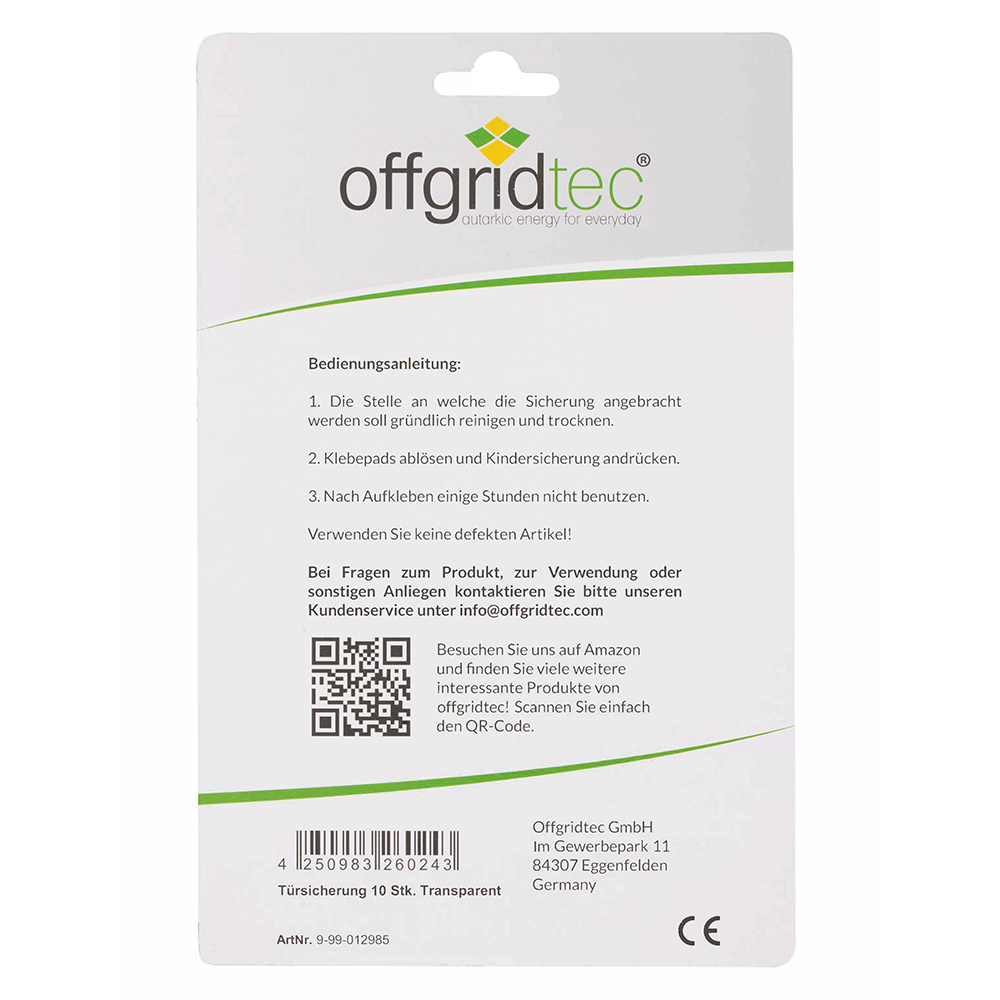 offgridtec®
autarkic energy for everyday
Bedienungsanleitung:
1. Die Stelle an welche die Sicherung angebracht
werden soll gründlich reinigen und trocknen.
2. Klebepads ablösen und Kindersicherung andrücken.
3. Nach Aufkleben einige Stunden nicht benutzen.
Verwenden Sie keine defekten Artikel!
Bei Fragen zum Produkt, zur Verwendung oder
sonstigen Anliegen kontaktieren Sie bitte unseren
Kundenservice unter info@offgridtec.com
Besuchen Sie uns auf Amazon
und finden Sie viele weitere
interessante Produkte von
offgridtec! Scannen Sie einfach
den QR-Code.
4 250983 260243
Türsicherung 10 Stk. Transparent
ArtNr. 9-99-012985
Offgridtec GmbH
Im Gewerbepark 11
84307 Eggenfelden
Germany
CE